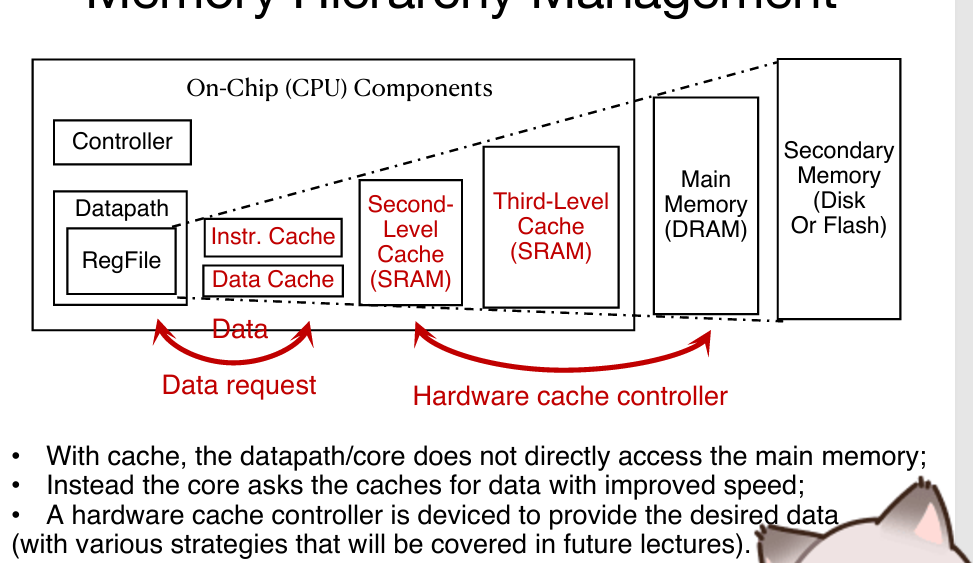 Memory Hierarchy Management
On-Chip (CPU) Components
Controller
Datapath
RegFile
Instr. Cache
Data Cache
Second-
Level
Cache
(SRAM)
Third-Level
Cache
(SRAM)
Main
Memory
(DRAM)
Secondary
Memory
(Disk
Or Flash)
Data
Data request
Hardware cache controller
• With cache, the datapath/core does not directly access the main memory;
• Instead the core asks the caches for data with improved speed;
• A hardware cache controller is deviced to provide the desired data
(with various strategies that will be covered in future lectures).